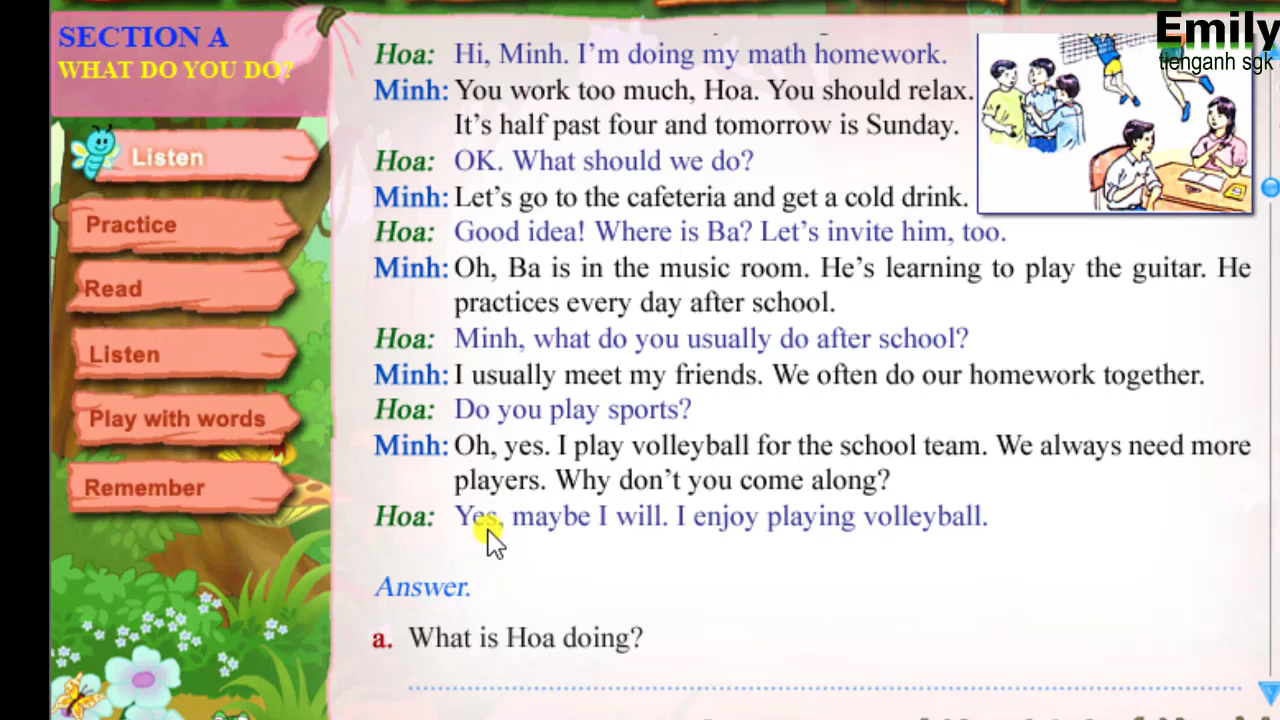 Emily
tienganh sgk
SECTION A
WHAT DO YOU DO?
Listen
Practice
Read
Listen
Play with words
Remember
Hoa: Hi, Minh. I'm doing my math homework.
Minh: You work too much, Hoa. You should relax.
It's half past four and tomorrow is Sunday.
Hoa: OK. What should we do?
Minh: Let's go to the cafeteria and get a cold drink.
Hoa: Good idea! Where is Ba? Let's invite him, too.
Minh: Oh, Ba is in the music room. He's learning to play the guitar. He
practices every day after school.
Hoa: Minh, what do you usually do after school?
Minh: I usually meet my friends. We often do our homework together.
Hoa: Do you play sports?
Minh: Oh, yes. I play volleyball for the school team. We always need more
players. Why don't you come along?
Hoa: Yes, maybe I will. I enjoy playing volleyball.
Answer.
a. What is Hoa doing?